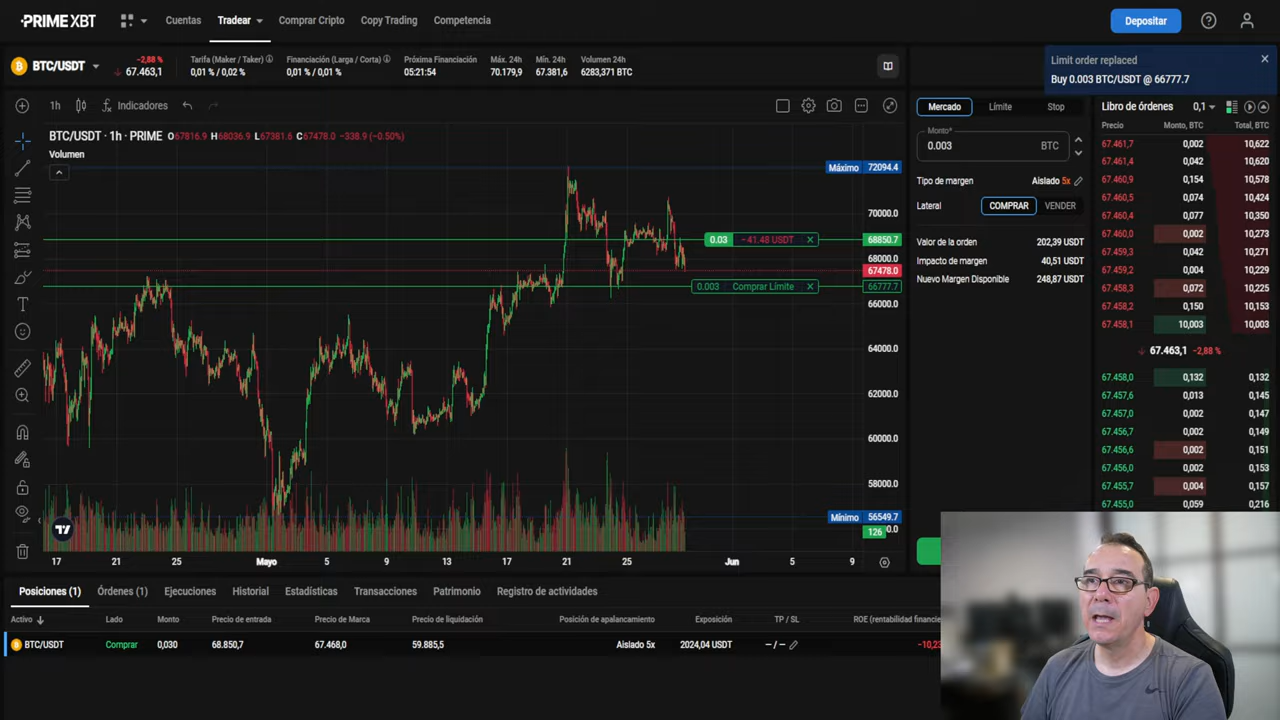 PRIME XBT
Cuentas
Tradear
Comprar Cripto
Copy Trading
Competencia
Depositar
BTC/USDT
-2,88 %
67.463,1
Tarifa (Maker / Taker)
0,01 % / 0,02 %
Financiación (Larga / Corta)
0,01 % / 0,01 %
Próxima Financiación
05:21:54
Máx. 24h
70.179,9
Mín. 24h
67.381,6
Volumen 24h
6283,371 BTC
Limit order replaced
Buy 0.003 BTC/USDT @ 66777.7
1h
Indicadores
BTC/USDT · 1h · PRIME O67816.9 H68036.9 L67381.6 C67478.0 -338.9 (-0.50%)
Volumen
Máximo 72094.4
70000.0
0.03 -41.48 USDT
68850.7
68000.0
67478.0
0.003 Comprar Límite
66777.7
66000.0
64000.0
62000.0
60000.0
58000.0
Mínimo 56549.7
126
17 21 25 Mayo 5 9 13 17 21 25 Jun 5 9
Mercado
Límite
Stop
Monto*
0.003 BTC
Tipo de margen Aislado 5x
Lateral COMPRAR VENDER
Valor de la orden 202,39 USDT
Impacto de margen 40,51 USDT
Nuevo Margen Disponible 248,87 USDT
Libro de órdenes 0,1
Precio Monto, BTC Total, BTC
67.461,7 0,002 10,622
67.461,4 0,042 10,620
67.460,9 0,154 10,578
67.460,5 0,074 10,424
67.460,4 0,077 10,350
67.460,0 0,002 10,273
67.459,3 0,042 10,271
67.459,2 0,004 10,229
67.458,3 0,072 10,225
67.458,2 0,150 10,153
67.458,1 10,003 10,003
67.463,1 -2,88 %
67.458,0 0,132 0,132
67.457,6 0,013 0,145
67.457,0 0,002 0,147
67.456,7 0,002 0,149
67.456,6 0,002 0,151
67.456,0 0,002 0,153
67.455,7 0,004 0,157
67.455,0 0,059 0,216
Posiciones (1)
Órdenes (1)
Ejecuciones
Historial
Estadísticas
Transacciones
Patrimonio
Registro de actividades
Activo Lado Monto Precio de entrada Precio de Marca Precio de liquidación Posición de apalancamiento Exposición TP / SL ROE (rentabilidad financie
BTC/USDT Comprar 0,030 68.850,7 67.468,0 59.885,5 Aislado 5x 2024,04 USDT -- / -- -10,23